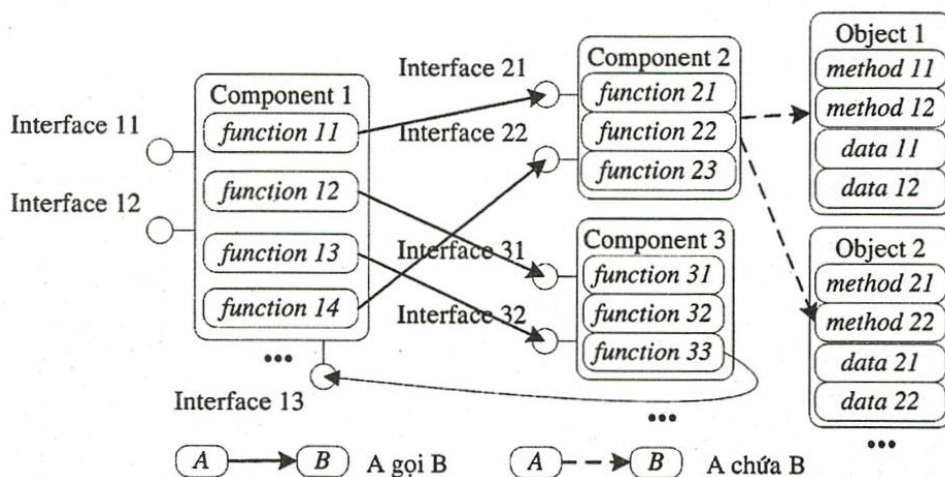 Interface 11
Interface 12
Component 1
function 11
function 12
function 13
function 14
•••
Interface 13
Interface 21
Interface 22
Component 2
function 21
function 22
function 23
Interface 31
Interface 32
Component 3
function 31
function 32
function 33
•••
Object 1
method 11
method 12
data 11
data 12
Object 2
method 21
method 22
data 21
data 22
•••
A B A gọi B
A B A chứa B